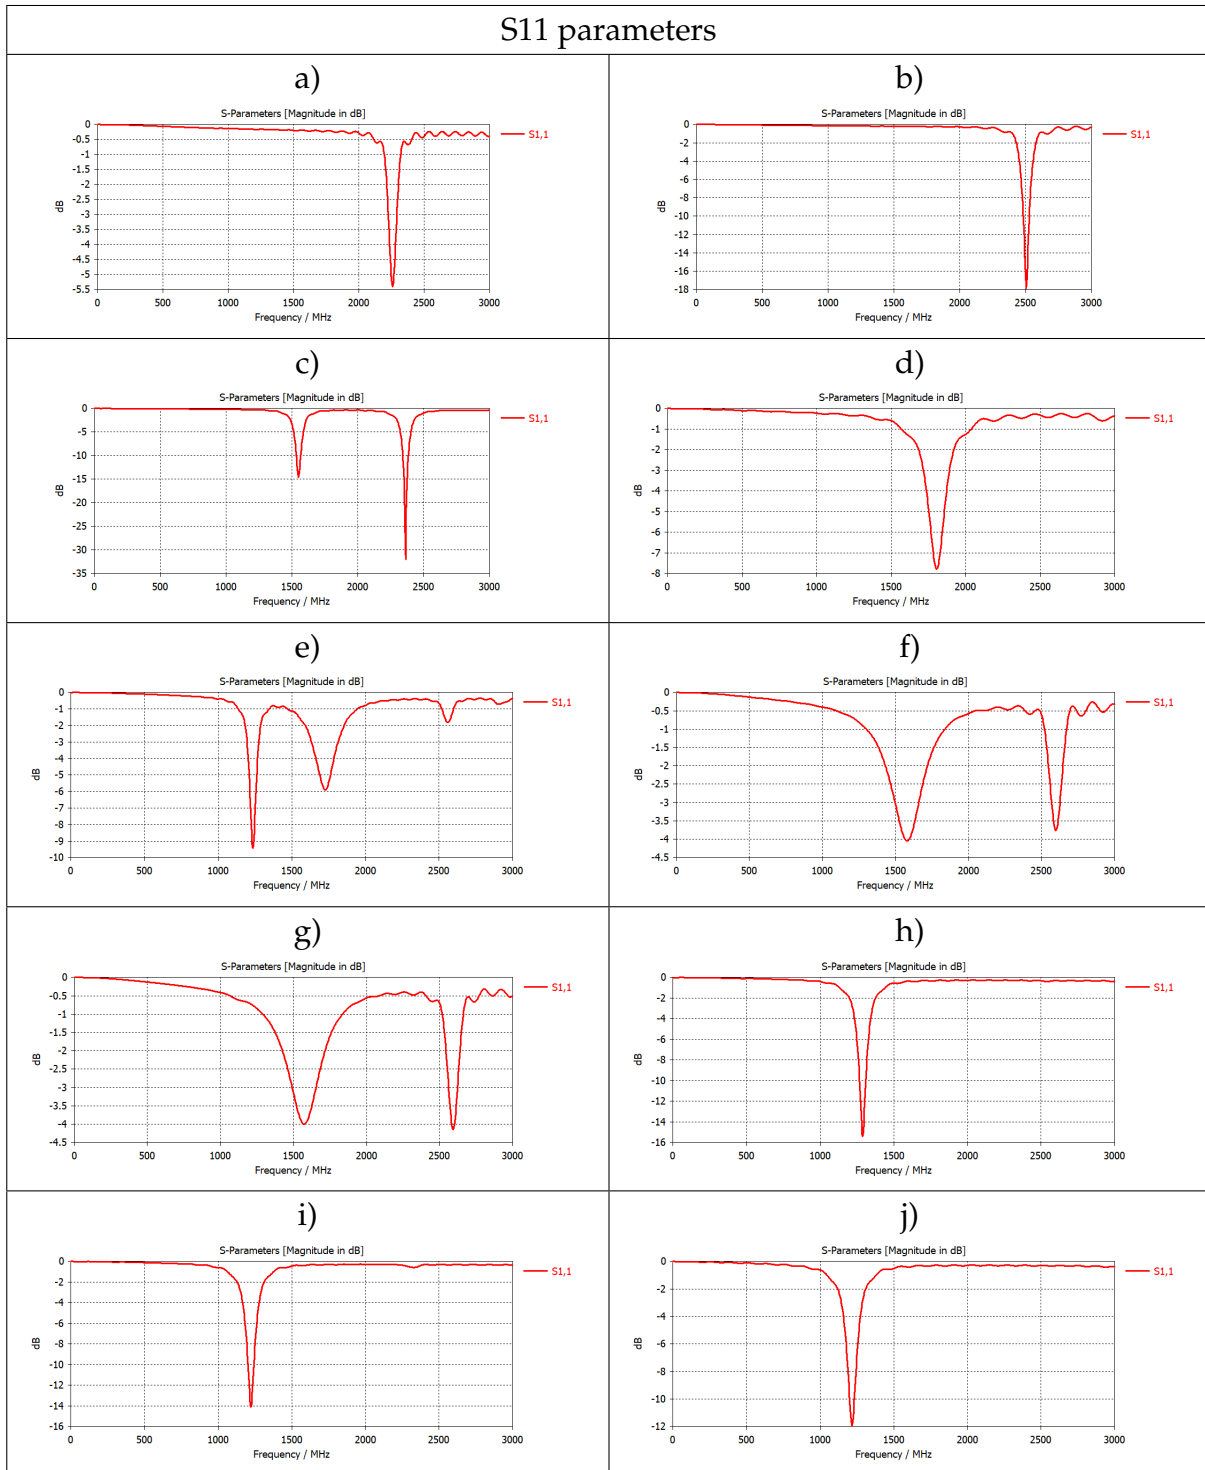 S11 parameters
a)
S-Parameters [Magnitude in dB]
0
-0.5
-1
-1.5
-2
-2.5
-3
-3.5
-4
-4.5
-5
-5.5
dB
0 500 1000 1500 2000 2500 3000
Frequency / MHz
S1,1
b)
S-Parameters [Magnitude in dB]
0
-2
-4
-6
-8
-10
-12
-14
-16
-18
dB
0 500 1000 1500 2000 2500 3000
Frequency / MHz
S1,1
c)
S-Parameters [Magnitude in dB]
0
-5
-10
-15
-20
-25
-30
-35
dB
0 500 1000 1500 2000 2500 3000
Frequency / MHz
S1,1
d)
S-Parameters [Magnitude in dB]
0
-1
-2
-3
-4
-5
-6
-7
-8
dB
0 500 1000 1500 2000 2500 3000
Frequency / MHz
S1,1
e)
S-Parameters [Magnitude in dB]
0
-1
-2
-3
-4
-5
-6
-7
-8
-9
-10
dB
0 500 1000 1500 2000 2500 3000
Frequency / MHz
S1,1
f)
S-Parameters [Magnitude in dB]
0
-0.5
-1
-1.5
-2
-2.5
-3
-3.5
-4
-4.5
dB
0 500 1000 1500 2000 2500 3000
Frequency / MHz
S1,1
g)
S-Parameters [Magnitude in dB]
0
-0.5
-1
-1.5
-2
-2.5
-3
-3.5
-4
-4.5
dB
0 500 1000 1500 2000 2500 3000
Frequency / MHz
S1,1
h)
S-Parameters [Magnitude in dB]
0
-2
-4
-6
-8
-10
-12
-14
-16
dB
0 500 1000 1500 2000 2500 3000
Frequency / MHz
S1,1
i)
S-Parameters [Magnitude in dB]
0
-2
-4
-6
-8
-10
-12
-14
-16
dB
0 500 1000 1500 2000 2500 3000
Frequency / MHz
S1,1
j)
S-Parameters [Magnitude in dB]
0
-2
-4
-6
-8
-10
-12
dB
0 500 1000 1500 2000 2500 3000
Frequency / MHz
S1,1